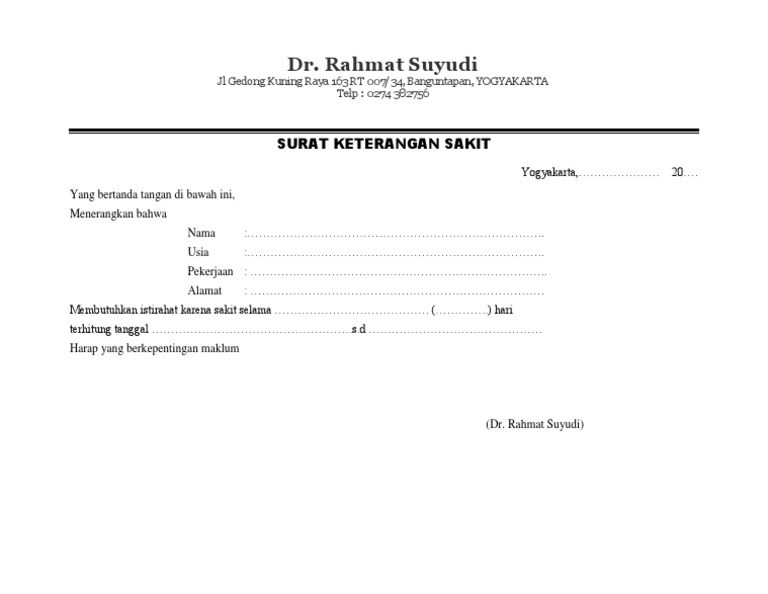 Dr. Rahmat Suyudi
Jl Gedong Kuning Raya 163 RT 007/34, Banguntapan, YOGYAKARTA
Telp : 0274 382756
SURAT KETERANGAN SAKIT
Yogyakarta,………………… 20….
Yang bertanda tangan di bawah ini,
Menerangkan bahwa
Nama :…………………………………………………………………….
Usia :…………………………………………………………………….
Pekerjaan : …………………………………………………………………….
Alamat : ……………………………………………………………………
Membutuhkan istirahat karena sakit selama ………………………………….. (…………..) hari
terhitung tanggal ………………………………………………s.d ………………………………………
Harap yang berkepentingan maklum
(Dr. Rahmat Suyudi)